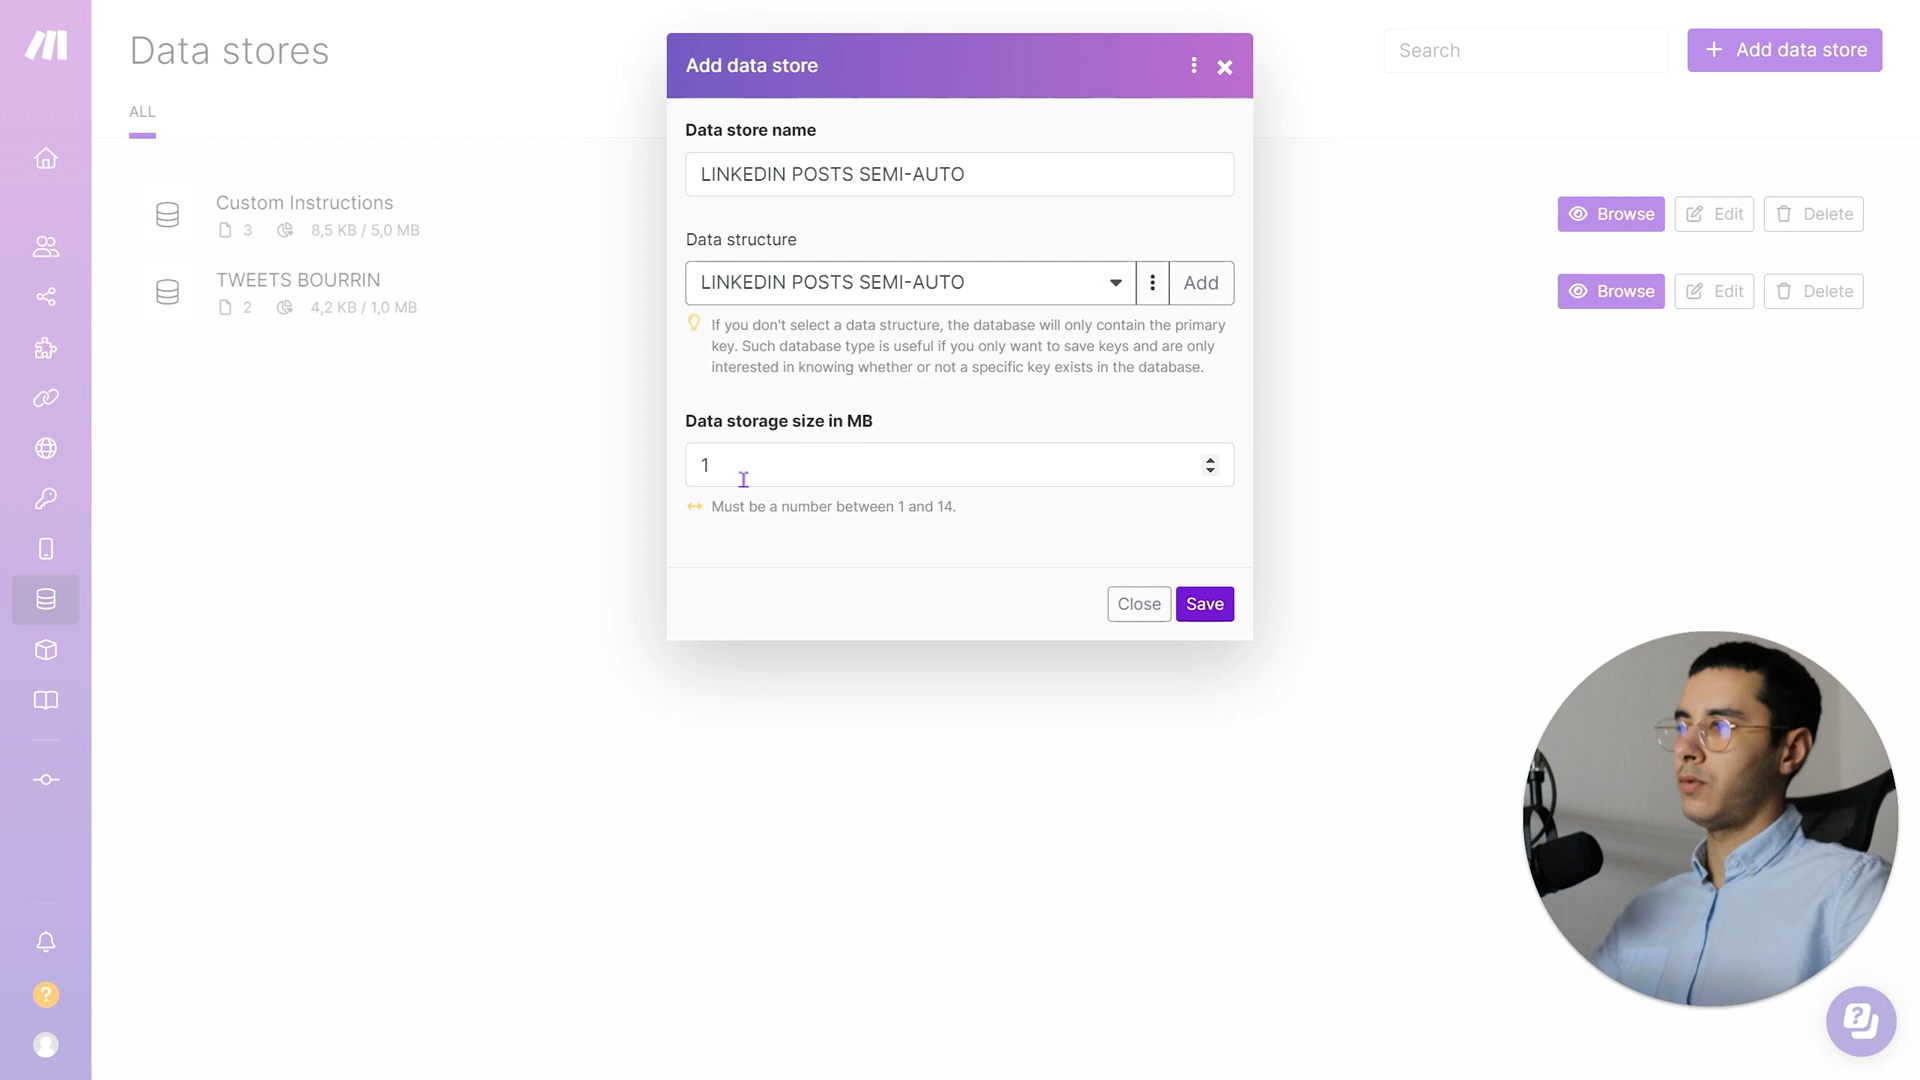 Data stores
Search
+ Add data store
ALL
Custom Instructions
3 8,5 KB / 5,0 MB
Browse
Edit
Delete
TWEETS BOURRIN
2 4,2 KB / 1,0 MB
Browse
Edit
Delete
Add data store
Data store name
LINKEDIN POSTS SEMI-AUTO
Data structure
LINKEDIN POSTS SEMI-AUTO
Add
If you don't select a data structure, the database will only contain the primary
key. Such database type is useful if you only want to save keys and are only
interested in knowing whether or not a specific key exists in the database.
Data storage size in MB
1
Must be a number between 1 and 14.
Close
Save
?
?